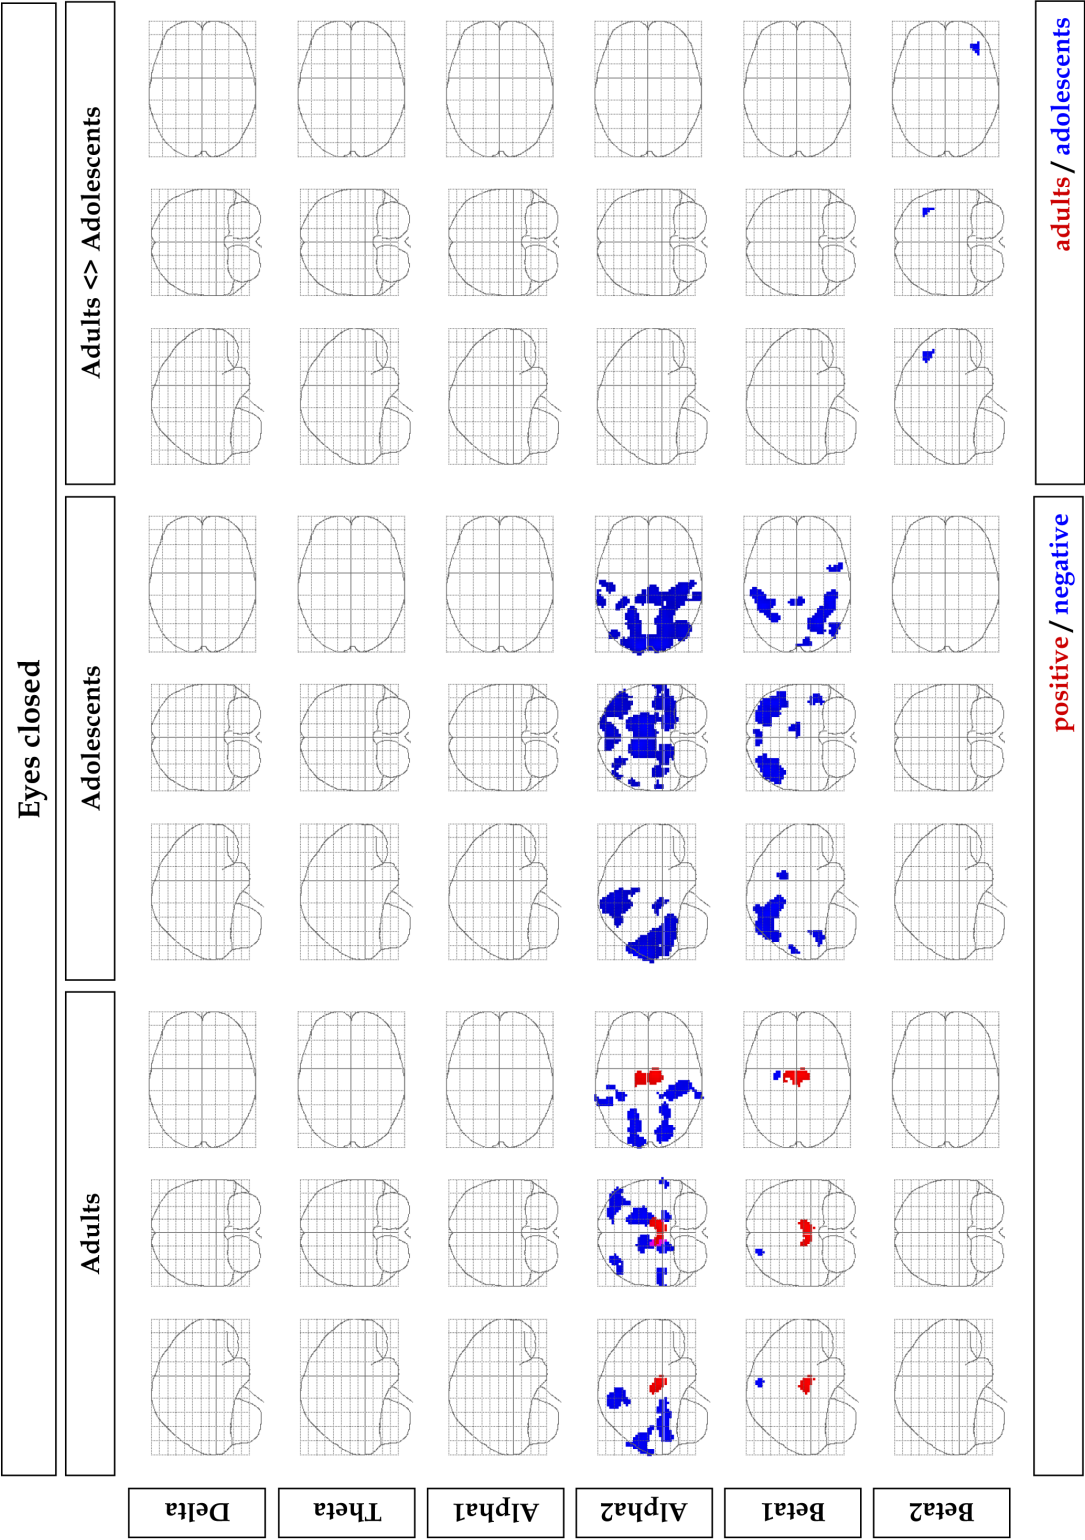 Eyes closed
Adults
Adolescents
Adults <> Adolescents
Delta
Theta
Alpha1
Alpha2
Beta1
Beta2
positive / negative
adults / adolescents